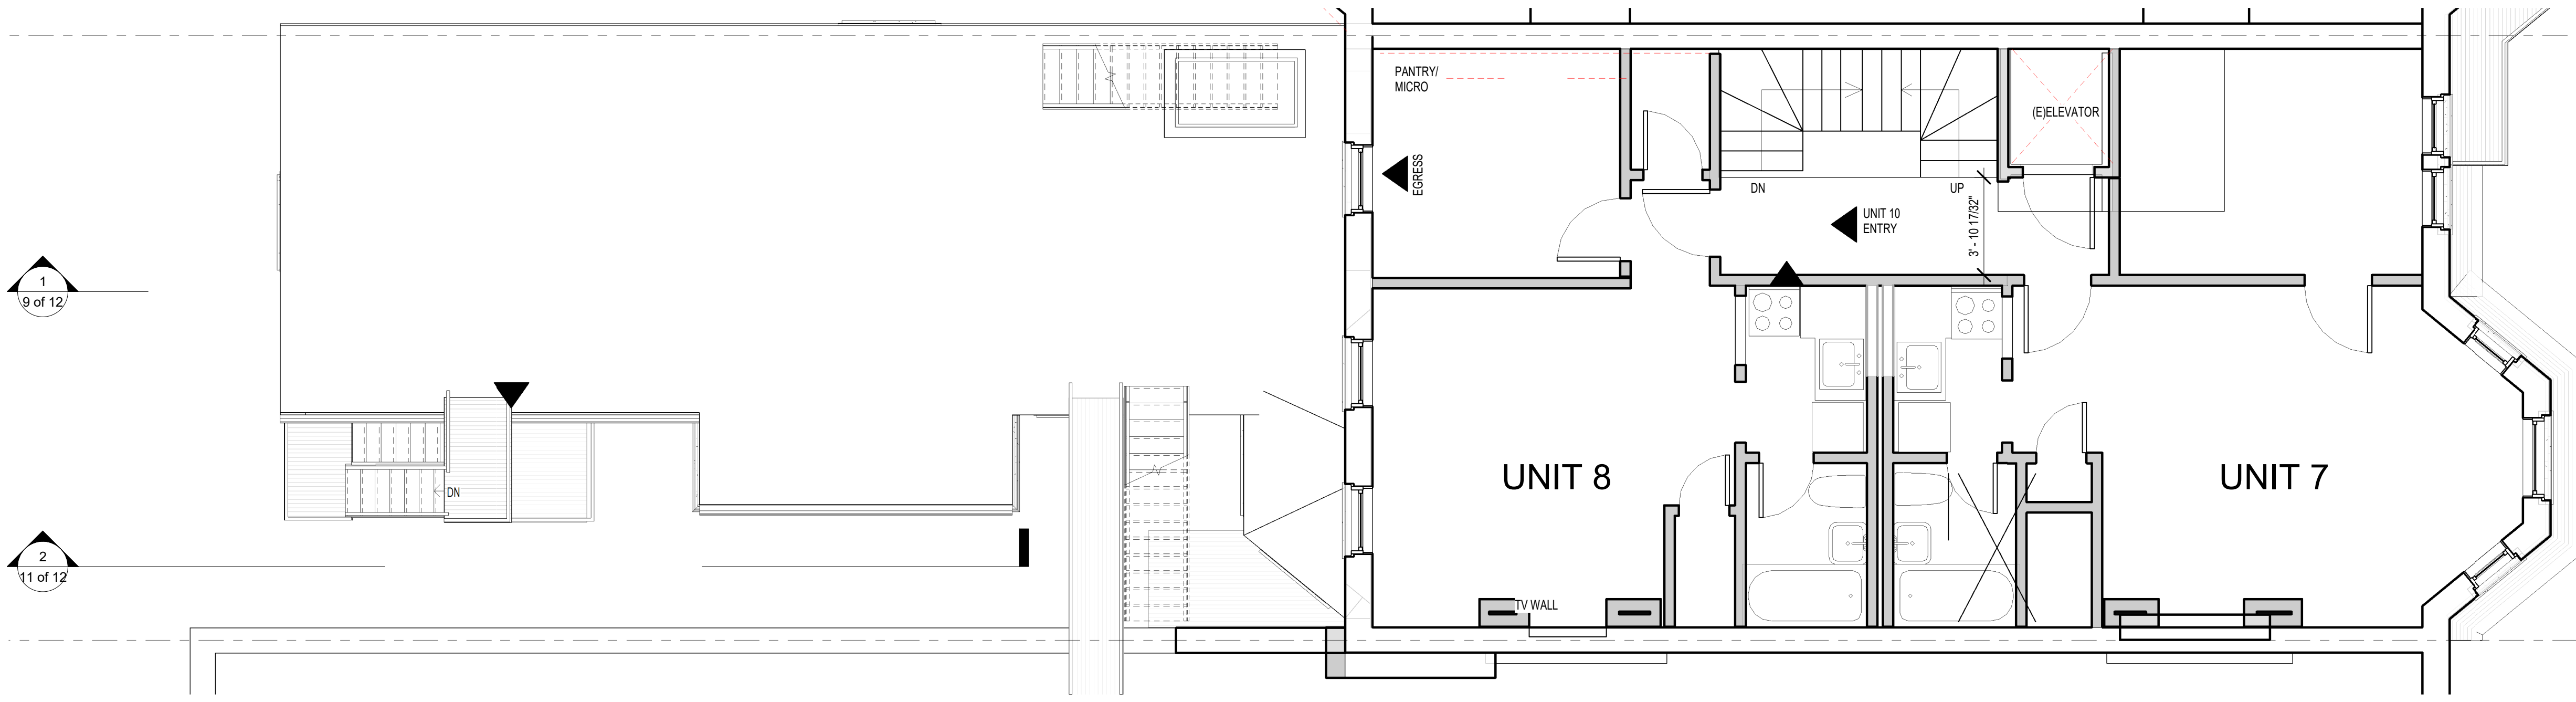 PANTRY/
MICRO
EGRESS
(E)ELEVATOR
DN
UP
UNIT 10
ENTRY
3' - 10 17/32"
1
9 of 12
DN
UNIT 8
UNIT 7
2
11 of 12
TV WALL